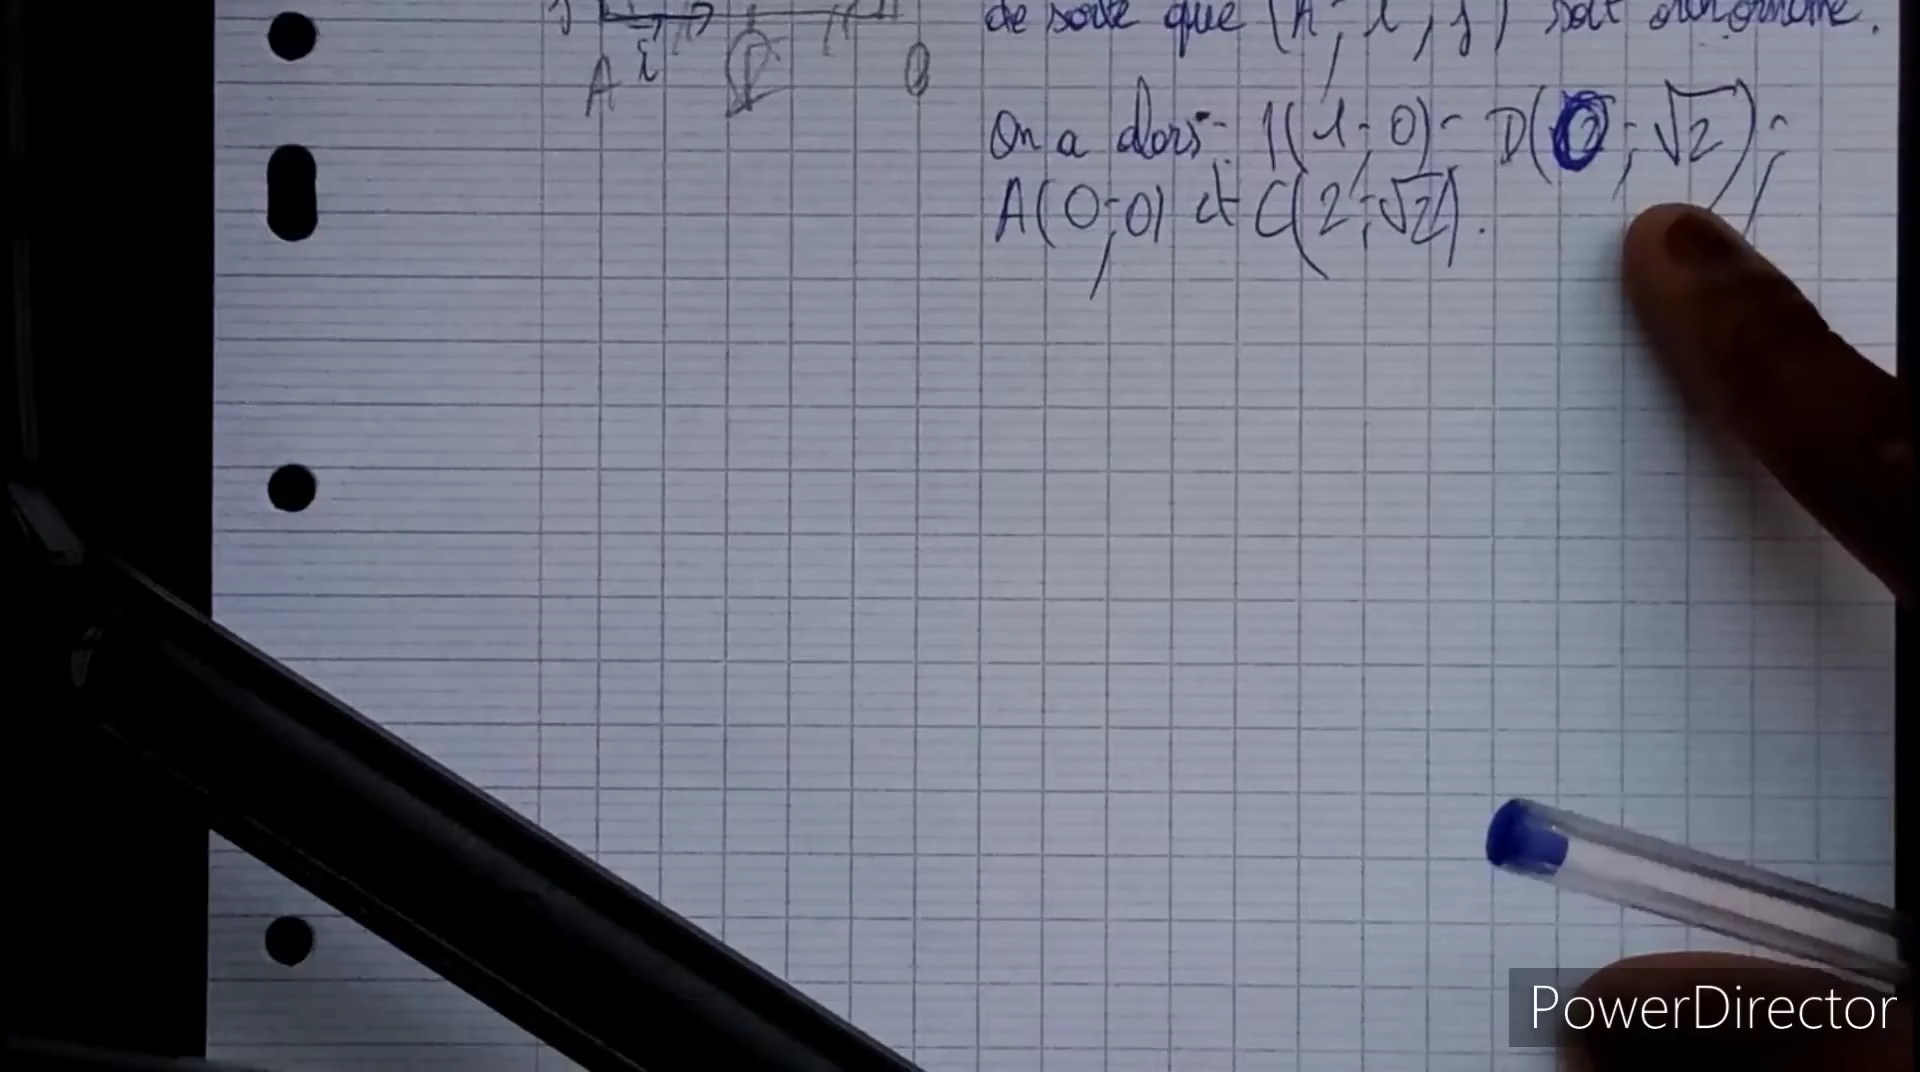 de sorte que (A; i, j) soit orthonormé.
A i I B
On a alors: I(1; 0); D(0; √2);
A(0; 0) et C(2; √2).
PowerDirector